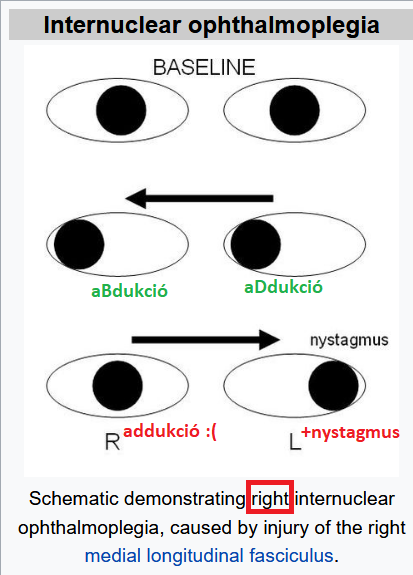 Internuclear ophthalmoplegia
BASELINE
aBdukció aDdukció
nystagmus
R addukció :( L +nystagmus
Schematic demonstrating right internuclear
ophthalmoplegia, caused by injury of the right
medial longitudinal fasciculus.